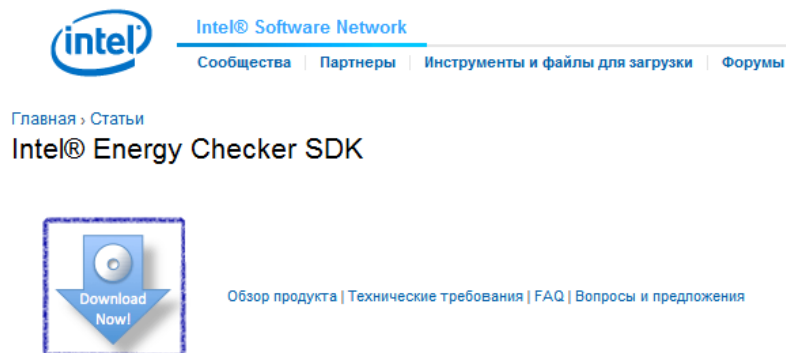 intel
Intel® Software Network
Сообщества Партнеры Инструменты и файлы для загрузки Форумы
Главная › Статьи
Intel® Energy Checker SDK
Download
Now!
Обзор продукта | Технические требования | FAQ | Вопросы и предложения